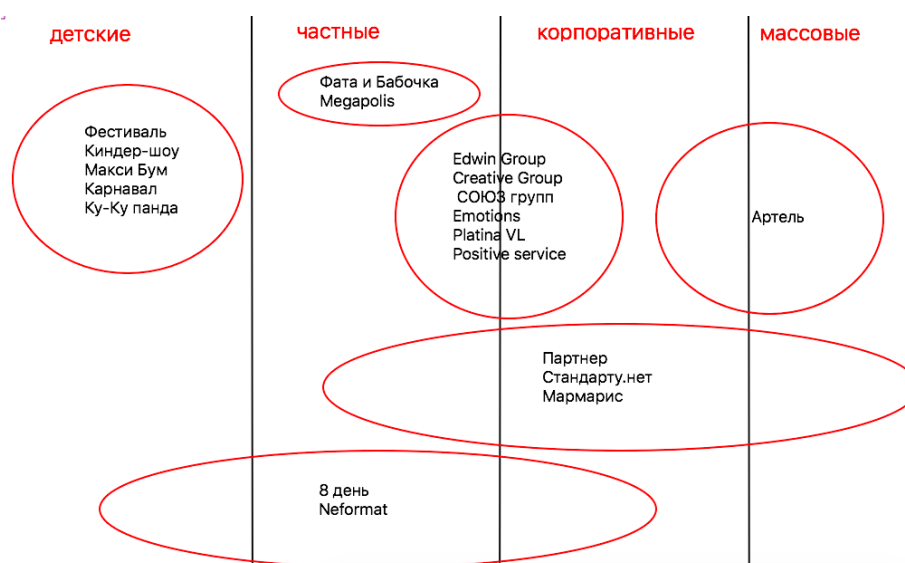 детские
частные
корпоративные
массовые
Фата и Бабочка
Megapolis
Фестиваль
Киндер-шоу
Макси Бум
Карнавал
Ку-Ку панда
Edwin Group
Creative Group
СОЮЗ групп
Emotions
Platina VL
Positive service
Артель
Партнер
Стандарту.нет
Мармарис
8 день
Neformat